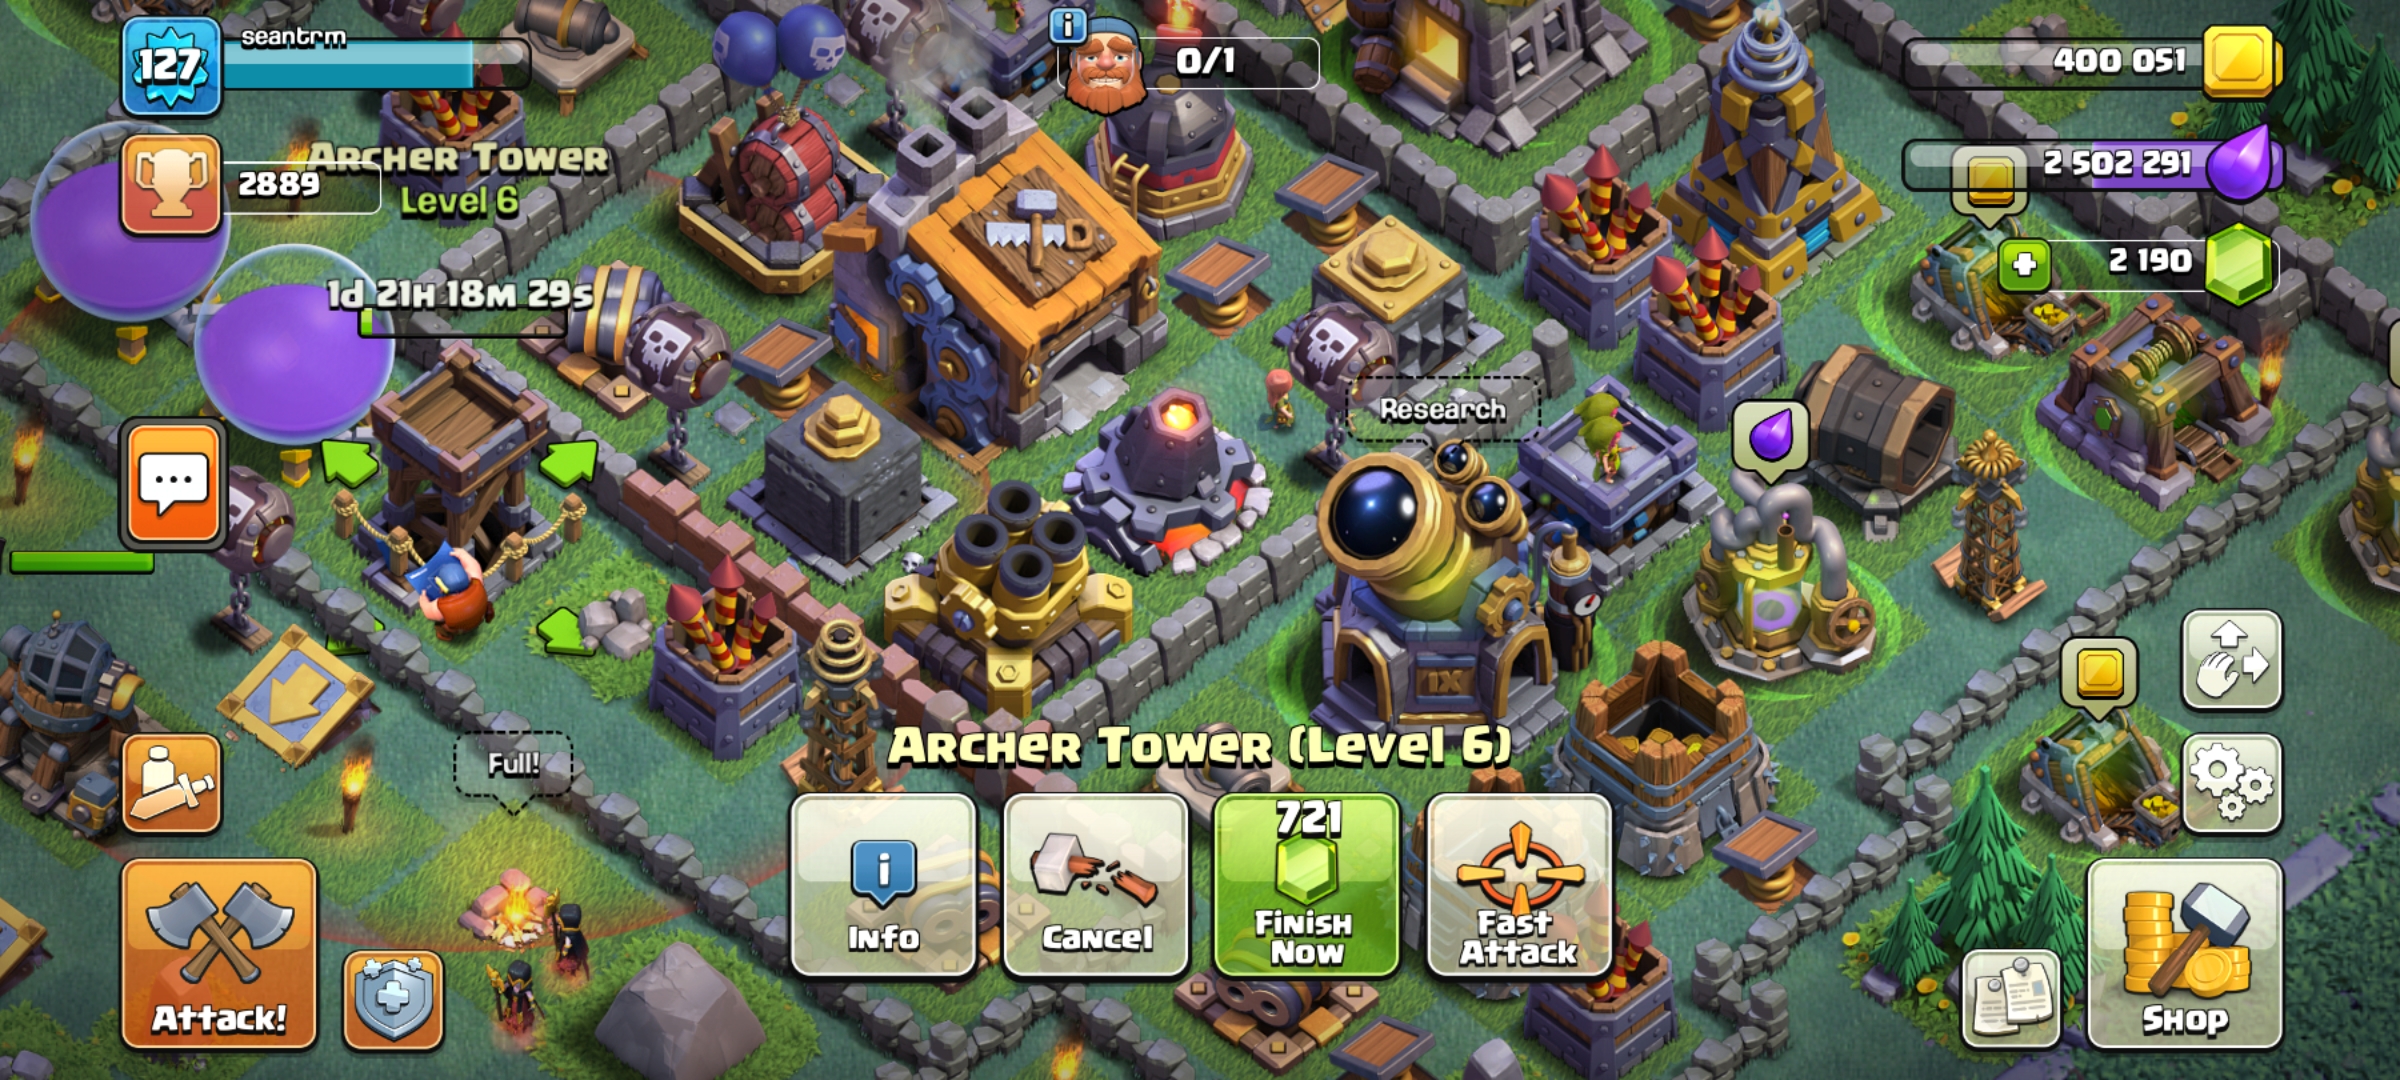 127
seantrm
0/1
400 051
Archer Tower
Level 6
2889
2 502 291
2 190
1d 21H 18M 29s
Research
IX
Archer Tower (Level 6)
Full!
Info
Cancel
721
Finish
Now
Fast
Attack
Attack!
Shop